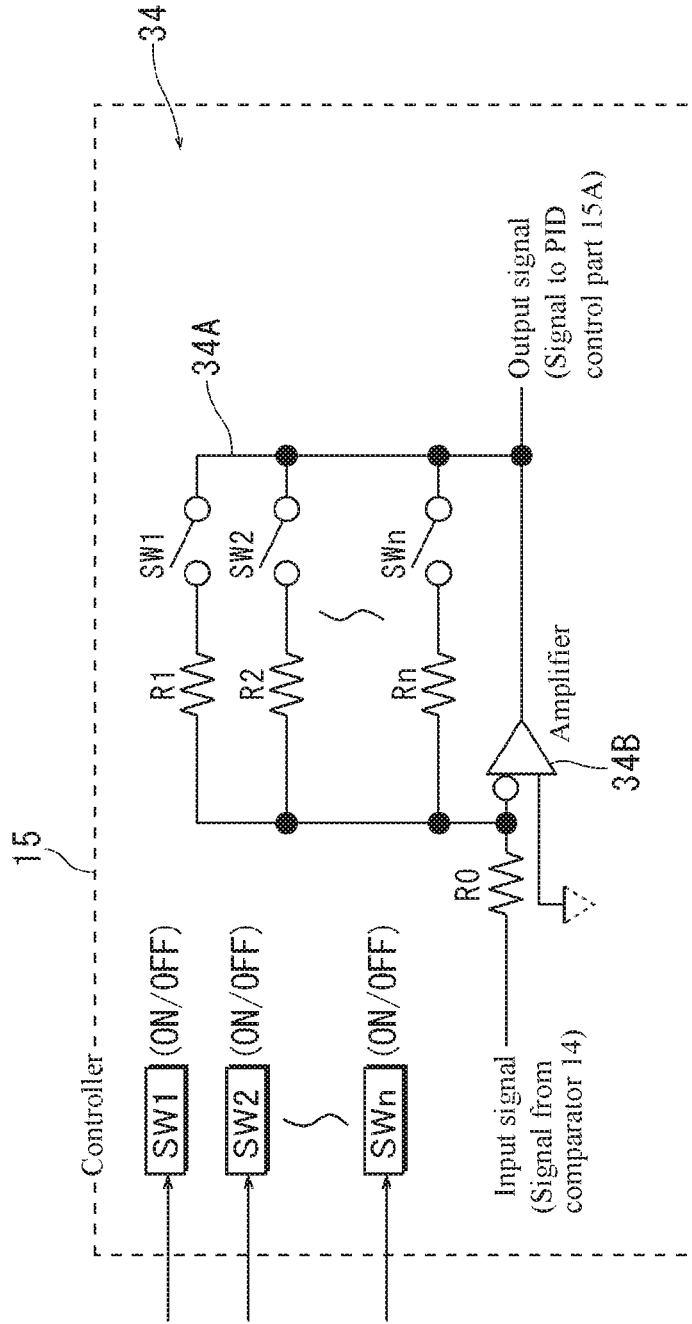 15
Controller
34
SW1 (ON/OFF)
SW2 (ON/OFF)
SWn (ON/OFF)
34A
R1
SW1
R2
SW2
Rn
SWn
R0
Amplifier
34B
Input signal
(Signal from
comparator 14)
Output signal
(Signal to PID
control part 15A)